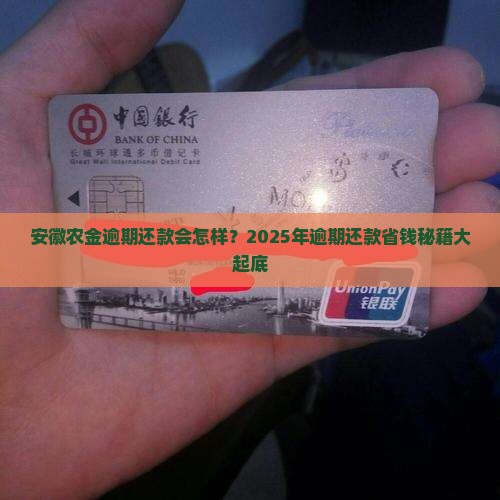 中国银行
BANK OF CHINA
长城环球通多币借记卡
Great Wall International Debit Card
安徽农金逾期还款会怎样？2025年逾期还款省钱秘籍大
起底
UnionPay
银联